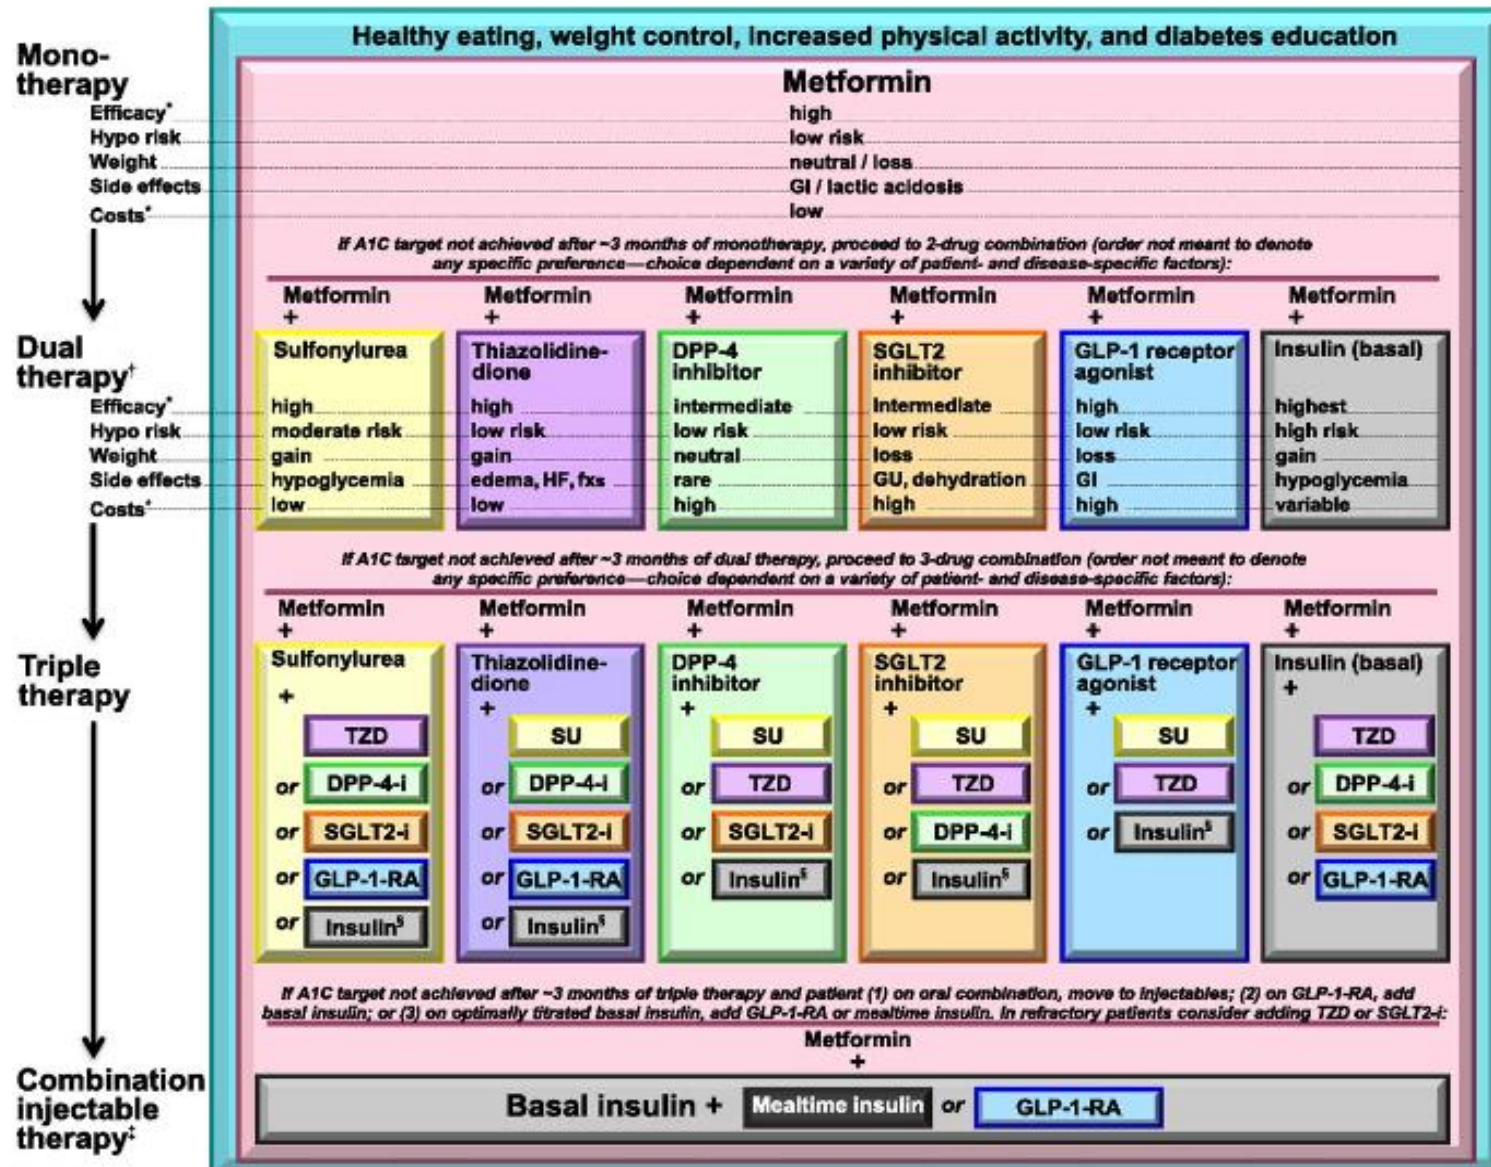 Healthy eating, weight control, increased physical activity, and diabetes education
Mono-
therapy
Metformin
Efficacy* high
Hypo risk low risk
Weight neutral / loss
Side effects GI / lactic acidosis
Costs* low
If A1C target not achieved after ~3 months of monotherapy, proceed to 2-drug combination (order not meant to denote
any specific preference—choice dependent on a variety of patient- and disease-specific factors):
Metformin Metformin Metformin Metformin Metformin Metformin
+ + + + + +
Dual
therapy†
Sulfonylurea Thiazolidine- DPP-4 SGLT2 GLP-1 receptor Insulin (basal)
dione inhibitor inhibitor agonist
Efficacy* high high intermediate intermediate high highest
Hypo risk moderate risk low risk low risk low risk low risk high risk
Weight gain gain neutral loss loss gain
Side effects hypoglycemia edema, HF, fxs rare GU, dehydration GI hypoglycemia
Costs* low low high high high variable
If A1C target not achieved after ~3 months of dual therapy, proceed to 3-drug combination (order not meant to denote
any specific preference—choice dependent on a variety of patient- and disease-specific factors):
Metformin Metformin Metformin Metformin Metformin Metformin
+ + + + + +
Triple
therapy
Sulfonylurea Thiazolidine- DPP-4 SGLT2 GLP-1 receptor Insulin (basal)
dione inhibitor inhibitor agonist
+ + + + + +
TZD SU SU SU SU TZD
or DPP-4-i or DPP-4-i or TZD or TZD or TZD or DPP-4-i
or SGLT2-i or SGLT2-i or SGLT2-i or DPP-4-i or Insulin§ or SGLT2-i
or GLP-1-RA or GLP-1-RA or Insulin§ or Insulin§ or GLP-1-RA
or Insulin§ or Insulin§
If A1C target not achieved after ~3 months of triple therapy and patient (1) on oral combination, move to injectables; (2) on GLP-1-RA, add
basal insulin; or (3) on optimally titrated basal insulin, add GLP-1-RA or mealtime insulin. In refractory patients consider adding TZD or SGLT2-i:
Metformin
+
Combination
injectable
therapy‡
Basal insulin + Mealtime insulin or GLP-1-RA